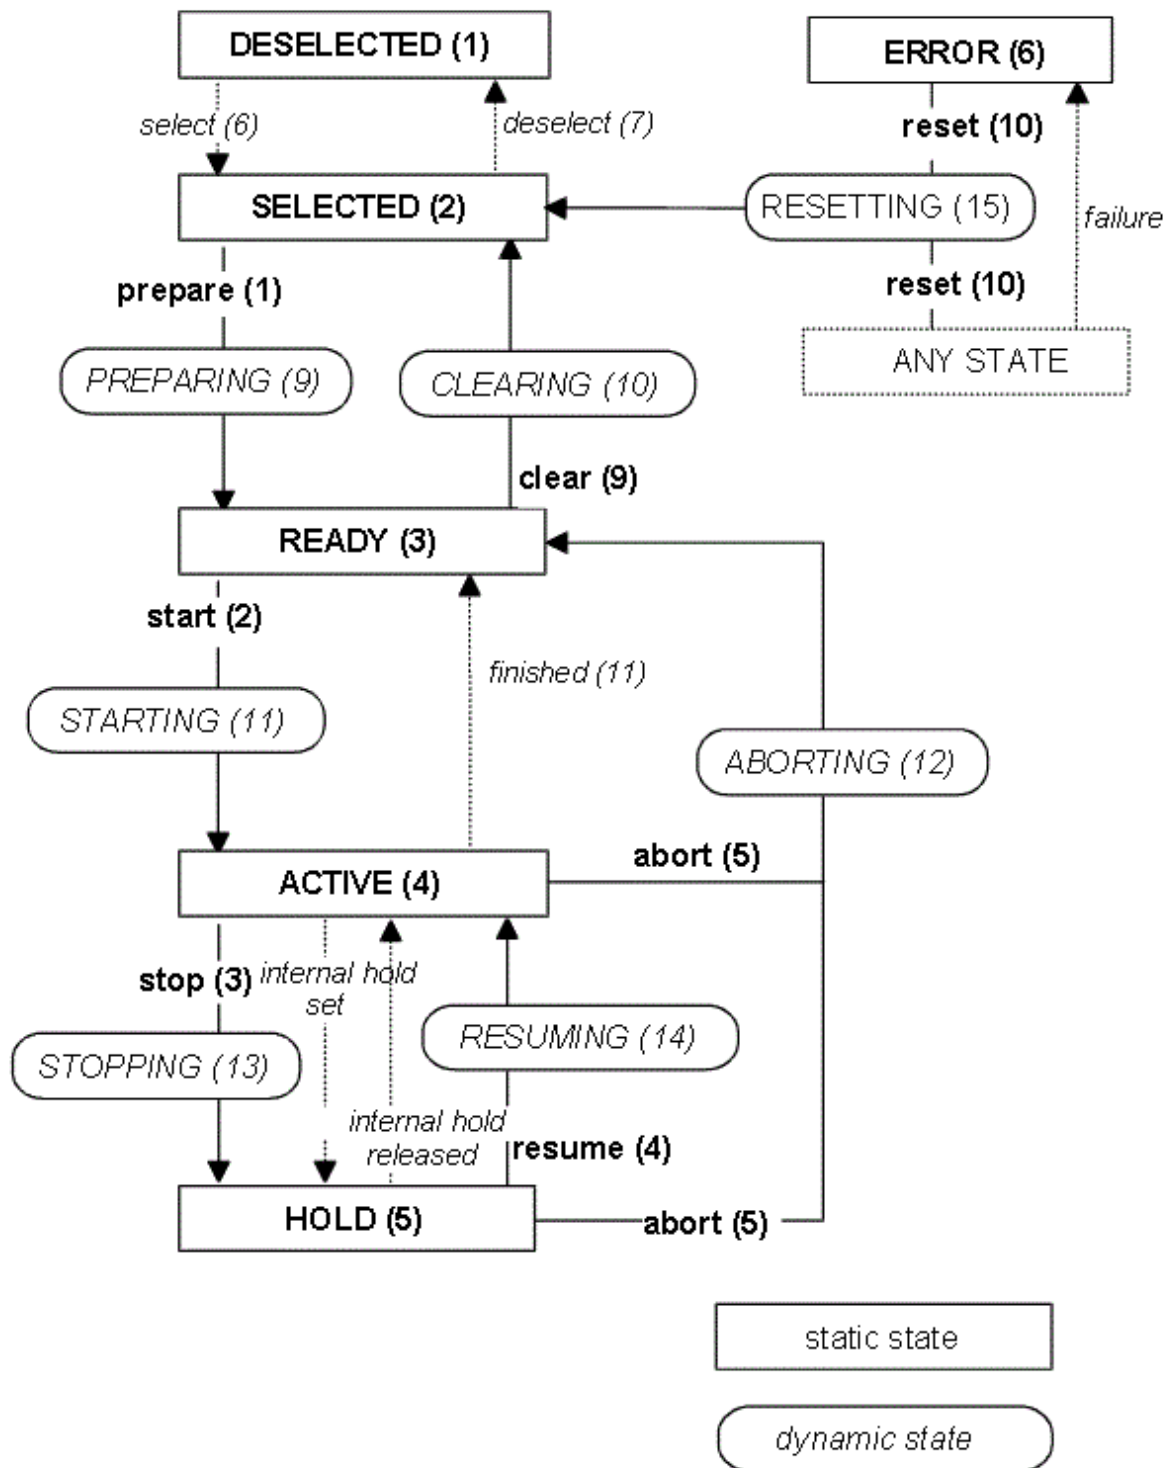 DESELECTED (1)
ERROR (6)
select (6)
deselect (7)
reset (10)
SELECTED (2)
RESETTING (15)
failure
prepare (1)
reset (10)
ANY STATE
PREPARING (9)
CLEARING (10)
clear (9)
READY (3)
start (2)
finished (11)
STARTING (11)
ABORTING (12)
abort (5)
ACTIVE (4)
stop (3)
internal hold
set
RESUMING (14)
STOPPING (13)
internal hold
released
resume (4)
HOLD (5)
abort (5)
static state
dynamic state